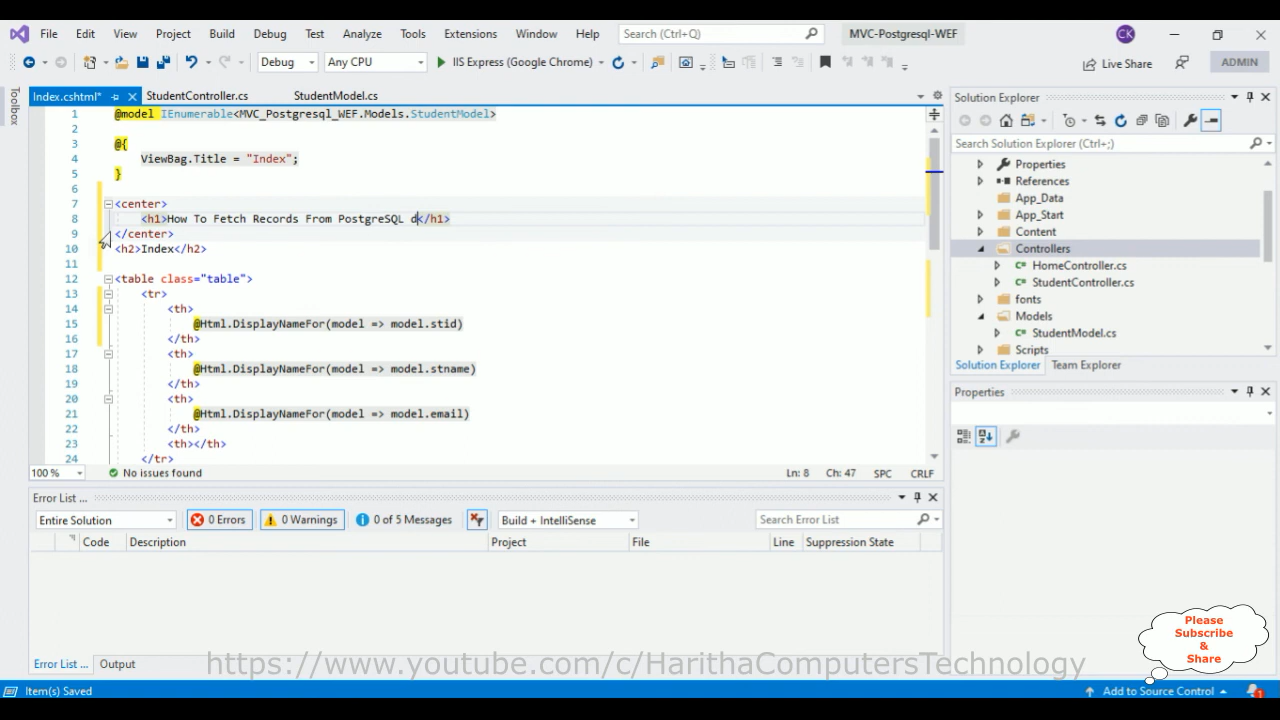 File Edit View Project Build Debug Test Analyze Tools Extensions Window Help Search (Ctrl+Q) MVC-Postgresql-WEF CK
Debug Any CPU IIS Express (Google Chrome) Live Share ADMIN
Toolbox
Index.cshtml* StudentController.cs StudentModel.cs
1 @model IEnumerable<MVC_Postgresql_WEF.Models.StudentModel>
2
3 @{
4 ViewBag.Title = "Index";
5 }
6
7 <center>
8 <h1>How To Fetch Records From PostgreSQL d</h1>
9 </center>
10 <h2>Index</h2>
11
12 <table class="table">
13 <tr>
14 <th>
15 @Html.DisplayNameFor(model => model.stid)
16 </th>
17 <th>
18 @Html.DisplayNameFor(model => model.stname)
19 </th>
20 <th>
21 @Html.DisplayNameFor(model => model.email)
22 </th>
23 <th></th>
24 </tr>
100 % No issues found Ln: 8 Ch: 47 SPC CRLF
Solution Explorer
Search Solution Explorer (Ctrl+;)
Properties
References
App_Data
App_Start
Content
Controllers
HomeController.cs
StudentController.cs
fonts
Models
StudentModel.cs
Scripts
Solution Explorer Team Explorer
Properties
Error List ...
Entire Solution 0 Errors 0 Warnings 0 of 5 Messages Build + IntelliSense Search Error List
Code Description Project File Line Suppression State
Error List ... Output
https://www.youtube.com/c/HarithaComputersTechnology
Please
Subscribe
&
Share
Item(s) Saved Add to Source Control 1